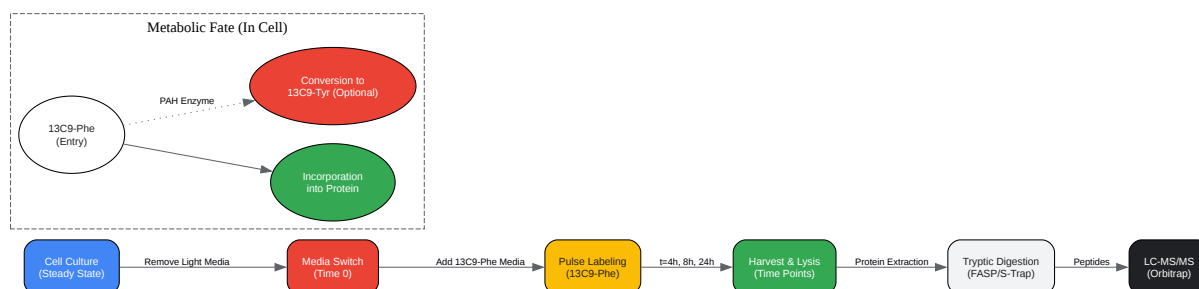 Metabolic Fate (In Cell)
Conversion to
13C9-Tyr (Optional)
PAH Enzyme
13C9-Phe
(Entry)
Incorporation
into Protein
Cell Culture
(Steady State)
Remove Light Media
Media Switch
(Time 0)
Add 13C9-Phe Media
Pulse Labeling
(13C9-Phe)
t=4h, 8h, 24h
Harvest & Lysis
(Time Points)
Protein Extraction
Tryptic Digestion
(FASP/S-Trap)
Peptides
LC-MS/MS
(Orbitrap)